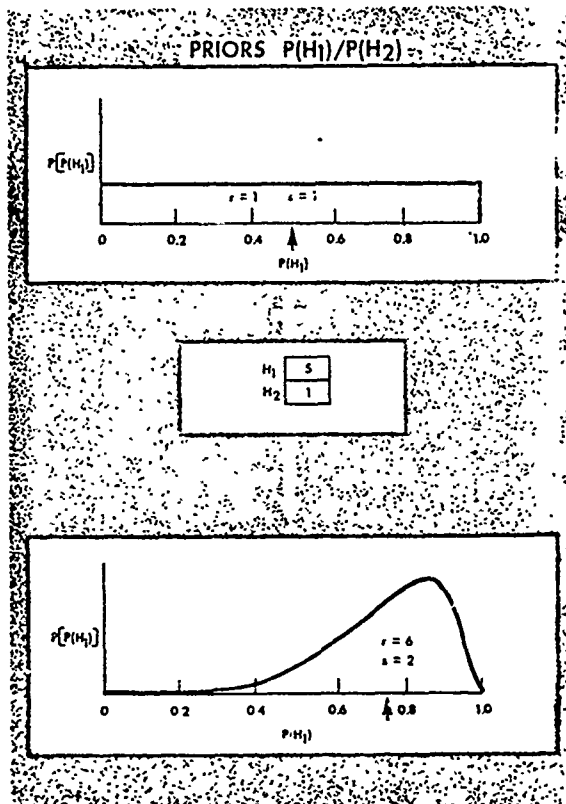 PRIORS P(H1)/P(H2)
P[P(H1)]
r = 1 s = 1
0 0.2 0.4 0.6 0.8 1.0
P(H1)
H1 5
H2 1
P[P(H1)]
r = 6
s = 2
0 0 2 0 4 0 6 0 8 1.0
P(H1)